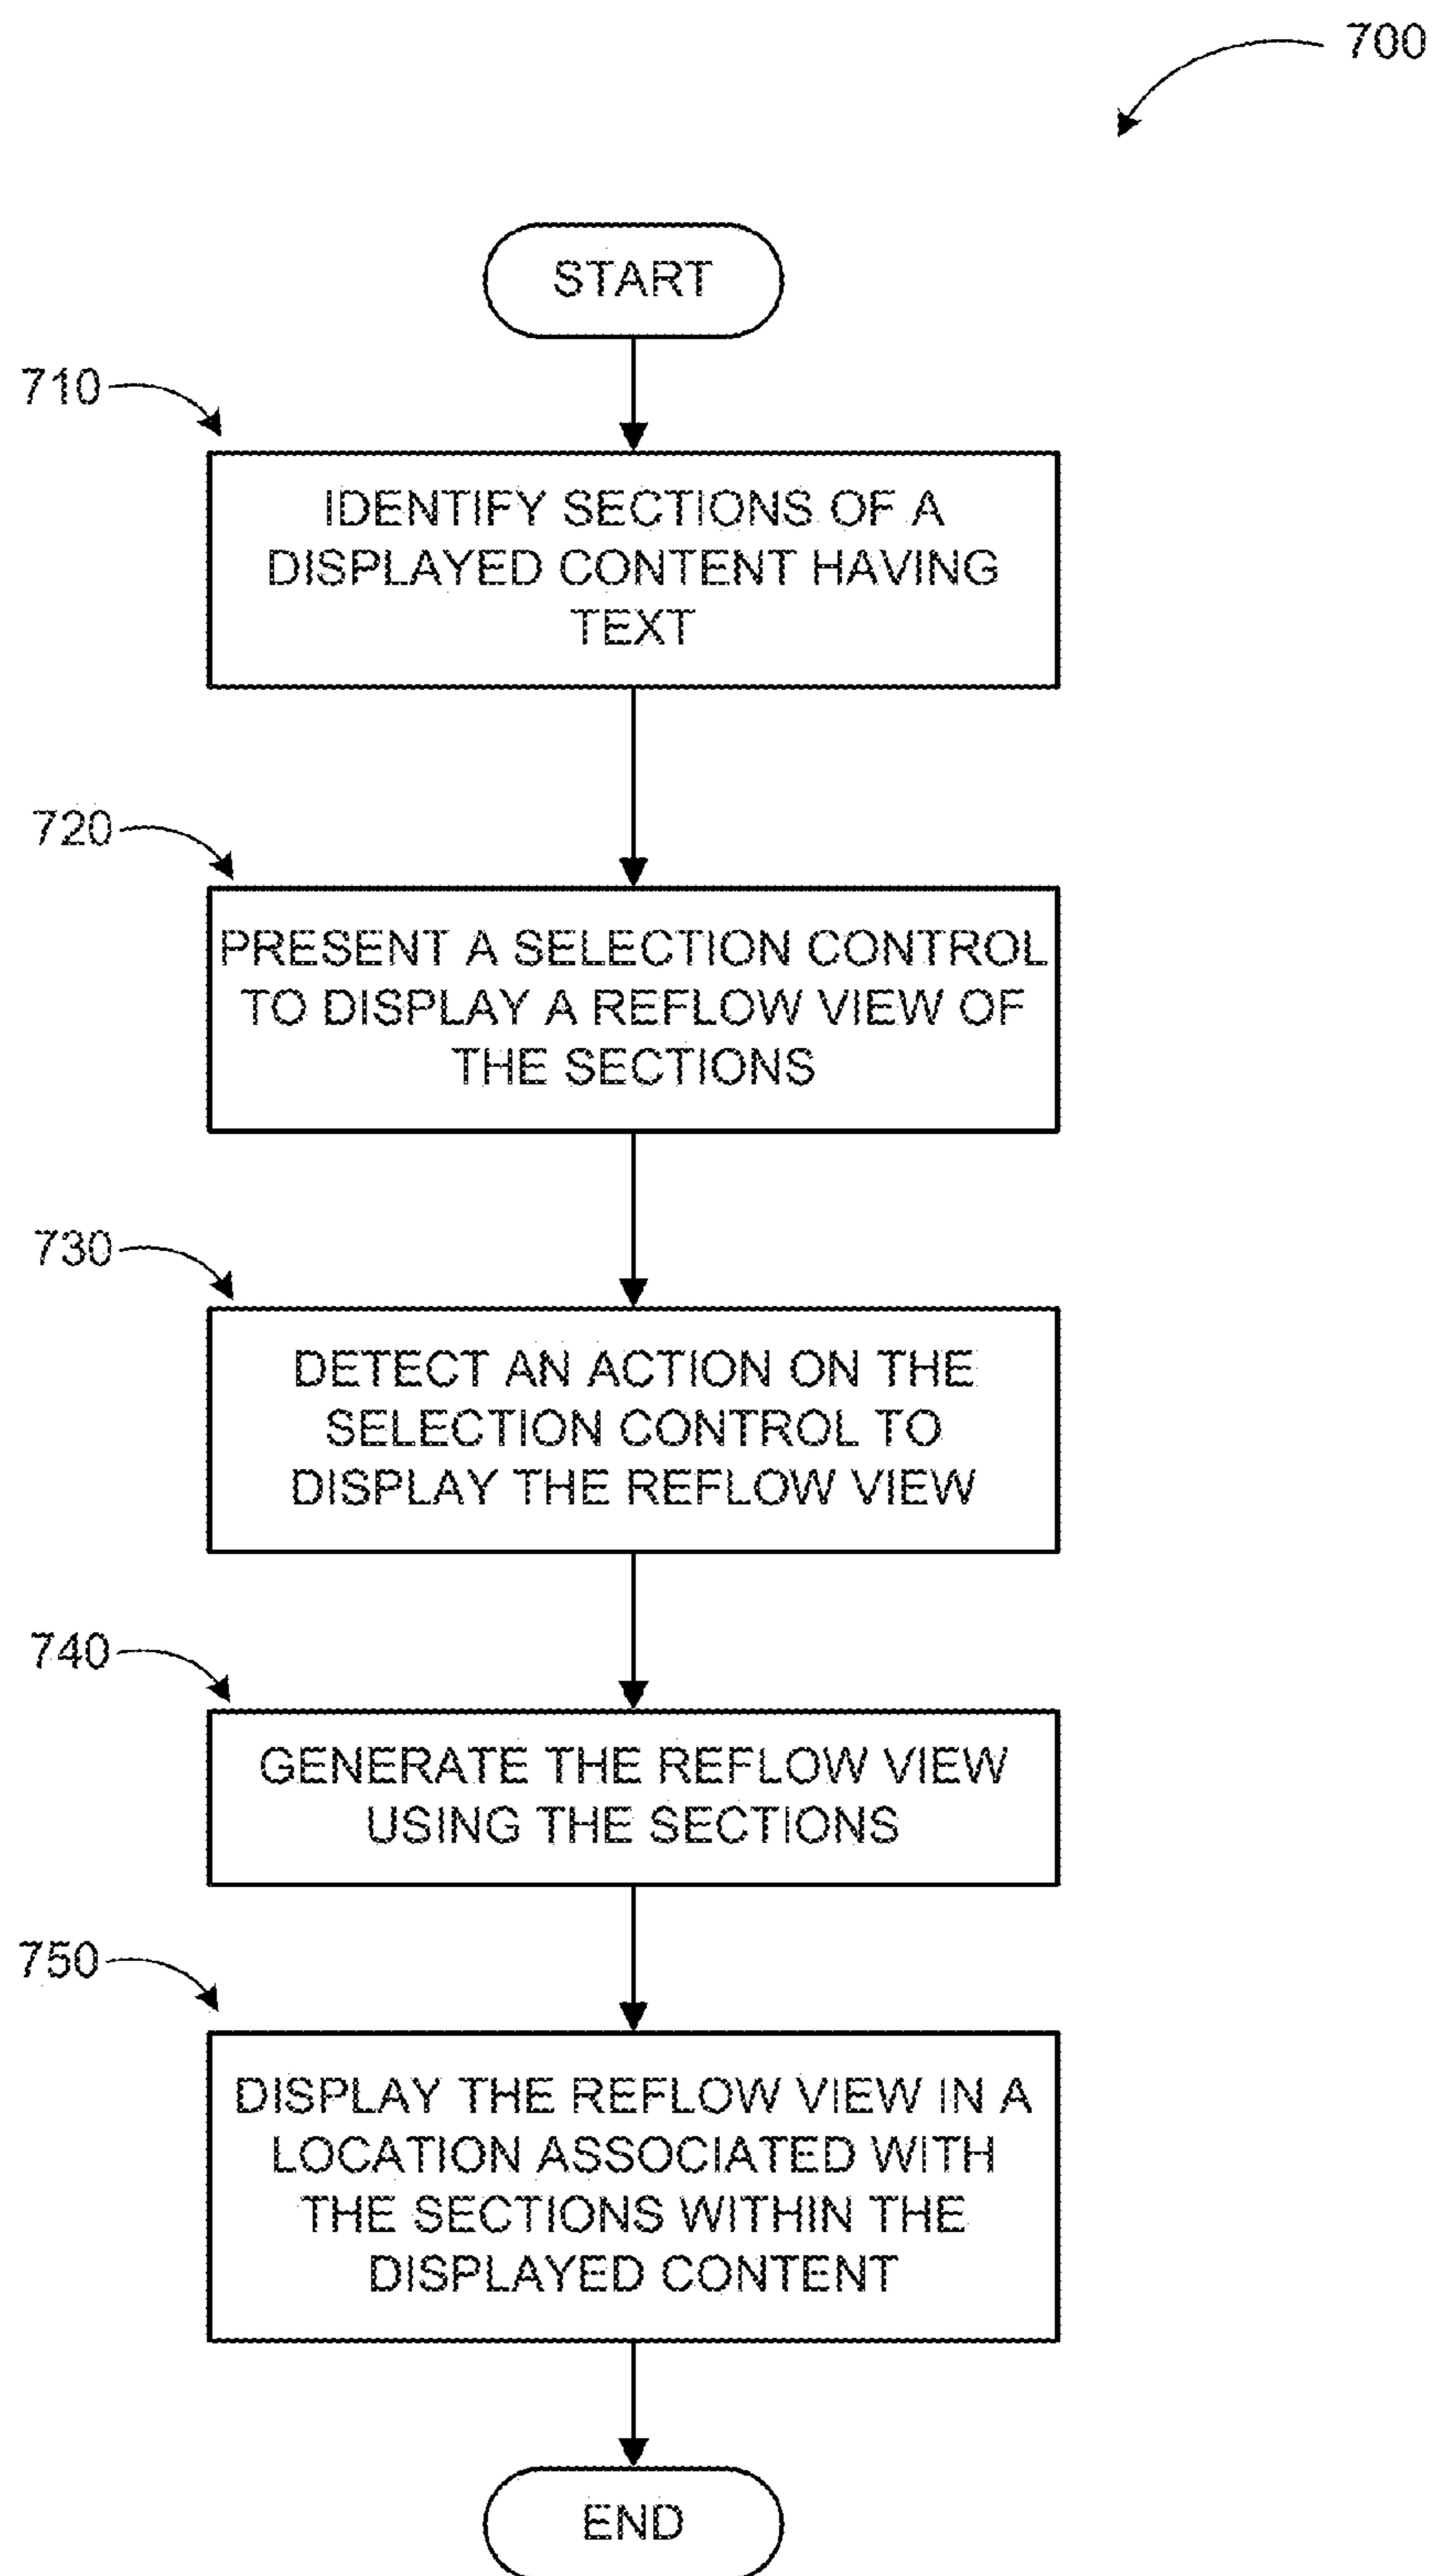 700
START
710
IDENTIFY SECTIONS OF A
DISPLAYED CONTENT HAVING
TEXT
720
PRESENT A SELECTION CONTROL
TO DISPLAY A REFLOW VIEW OF
THE SECTIONS
730
DETECT AN ACTION ON THE
SELECTION CONTROL TO
DISPLAY THE REFLOW VIEW
740
GENERATE THE REFLOW VIEW
USING THE SECTIONS
750
DISPLAY THE REFLOW VIEW IN A
LOCATION ASSOCIATED WITH
THE SECTIONS WITHIN THE
DISPLAYED CONTENT
END